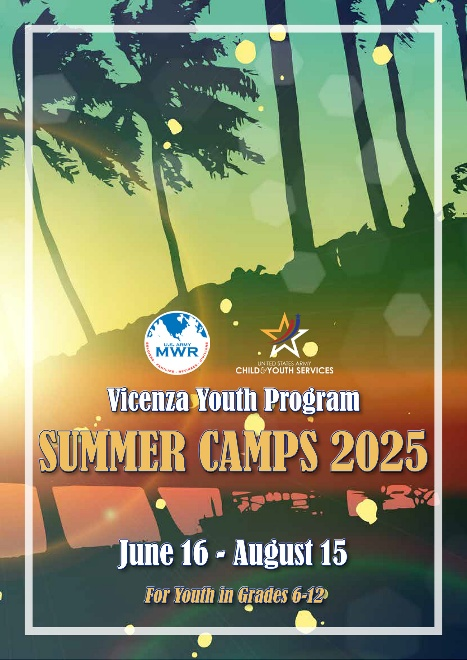 U.S. ARMY
MWR
UNITED STATES ARMY
CHILD & YOUTH SERVICES
Vicenza Youth Program
SUMMER CAMPS 2025
June 16 - August 15
For Youth in Grades 6-12